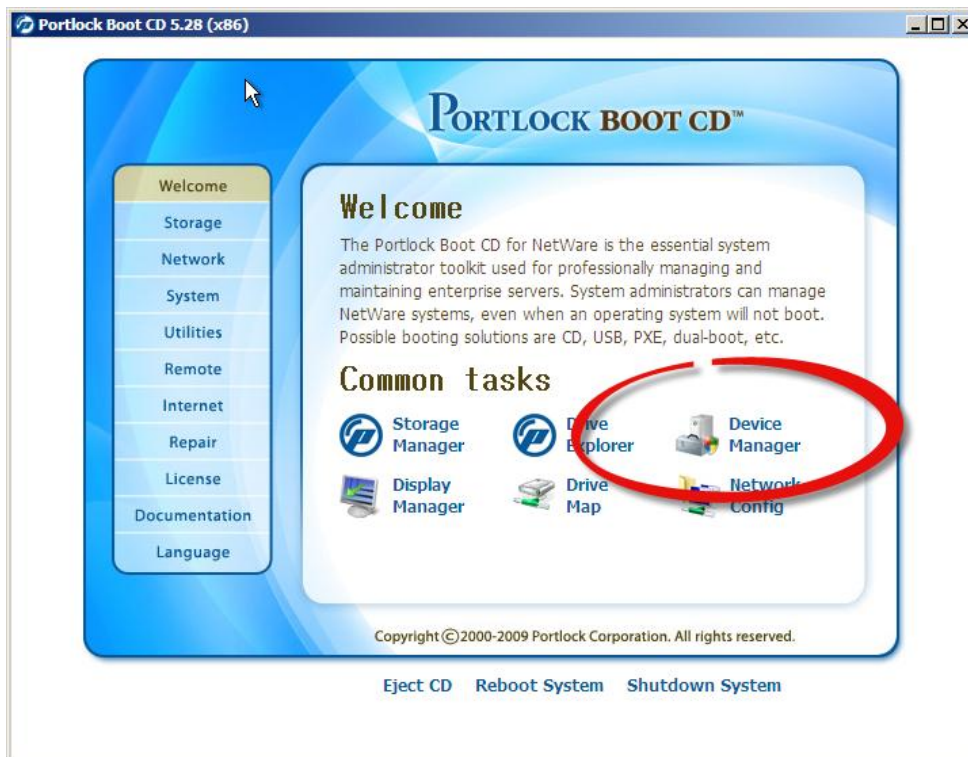 Portlock Boot CD 5.28 (x86)
PORTLOCK BOOT CD™
Welcome
Storage
Network
System
Utilities
Remote
Internet
Repair
License
Documentation
Language
Welcome
The Portlock Boot CD for NetWare is the essential system
administrator toolkit used for professionally managing and
maintaining enterprise servers. System administrators can manage
NetWare systems, even when an operating system will not boot.
Possible booting solutions are CD, USB, PXE, dual-boot, etc.
Common tasks
Storage
Manager
Drive
Explorer
Device
Manager
Display
Manager
Drive
Map
Network
Config
Copyright ©2000-2009 Portlock Corporation. All rights reserved.
Eject CD Reboot System Shutdown System